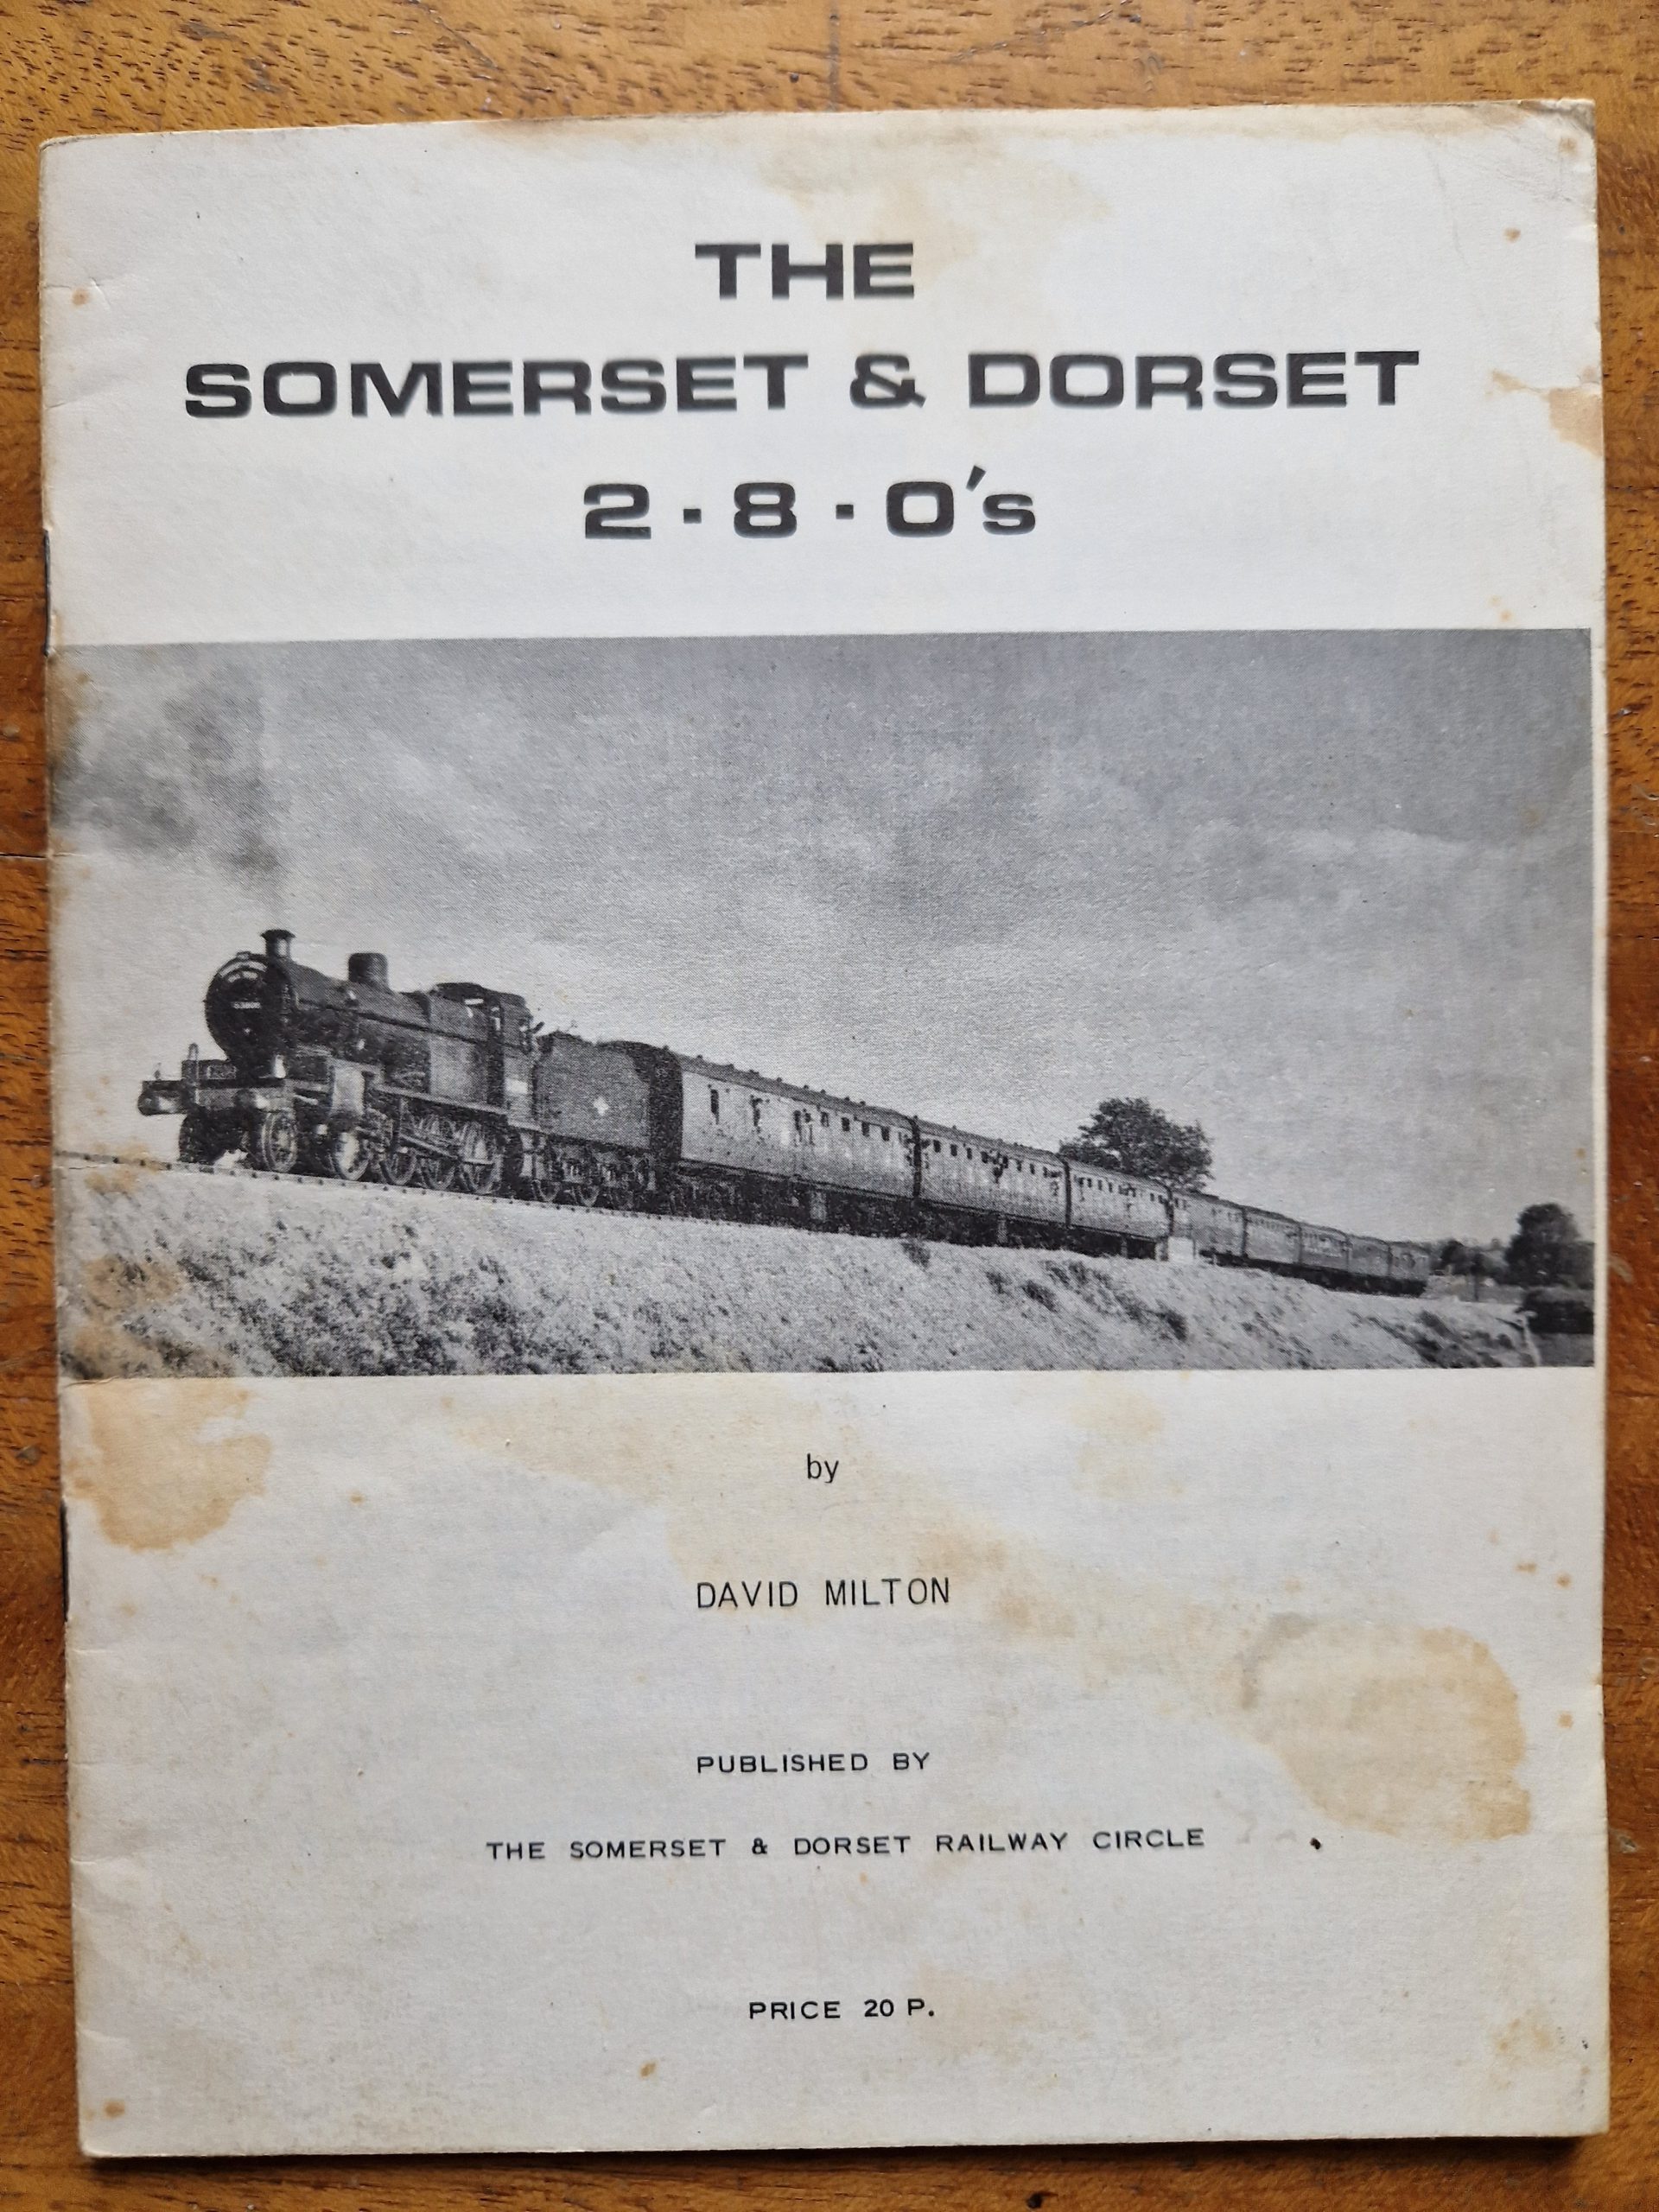 THE
SOMERSET & DORSET
2-8-0's
by
DAVID MILTON
PUBLISHED BY
THE SOMERSET & DORSET RAILWAY CIRCLE
PRICE 20 P.